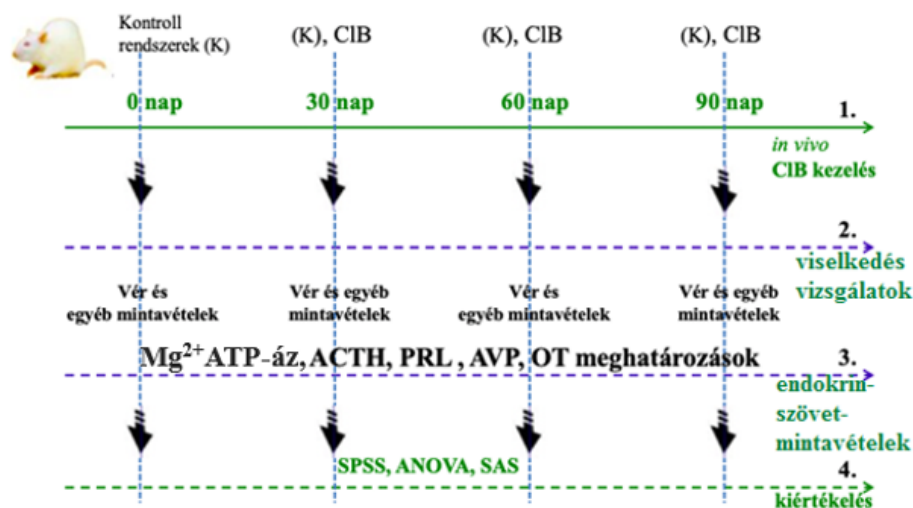 Kontroll
rendszerek (K)
(K), ClB
(K), ClB
(K), ClB
0 nap
30 nap
60 nap
90 nap
1.
in vivo
ClB kezelés
2.
viselkedés
vizsgálatok
Vér és
egyéb mintavételek
Vér és egyéb
mintavételek
Vér és
egyéb mintavételek
Vér és egyéb
mintavételek
Mg²⁺ATP-áz, ACTH, PRL , AVP, OT meghatározások
3.
endokrin-
szövet-
mintavételek
SPSS, ANOVA, SAS
4.
kiértékelés